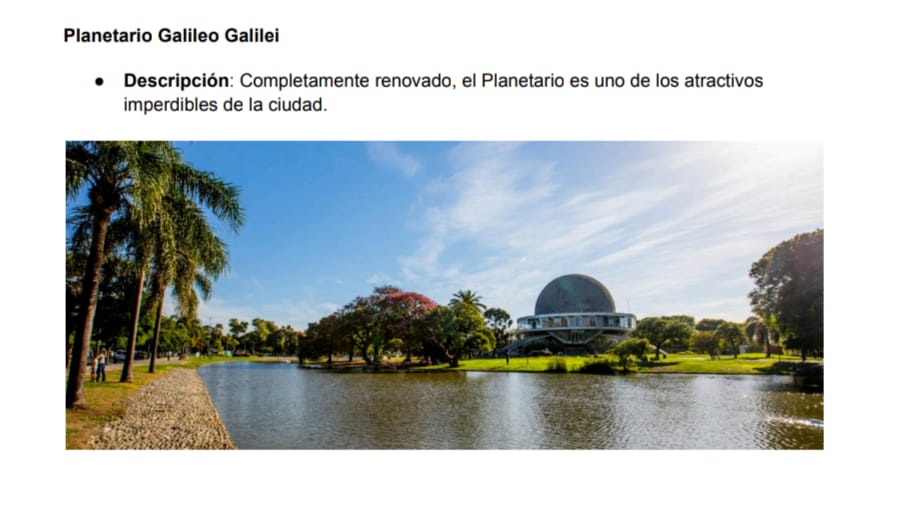 Planetario Galileo Galilei
● Descripción: Completamente renovado, el Planetario es uno de los atractivos
imperdibles de la ciudad.